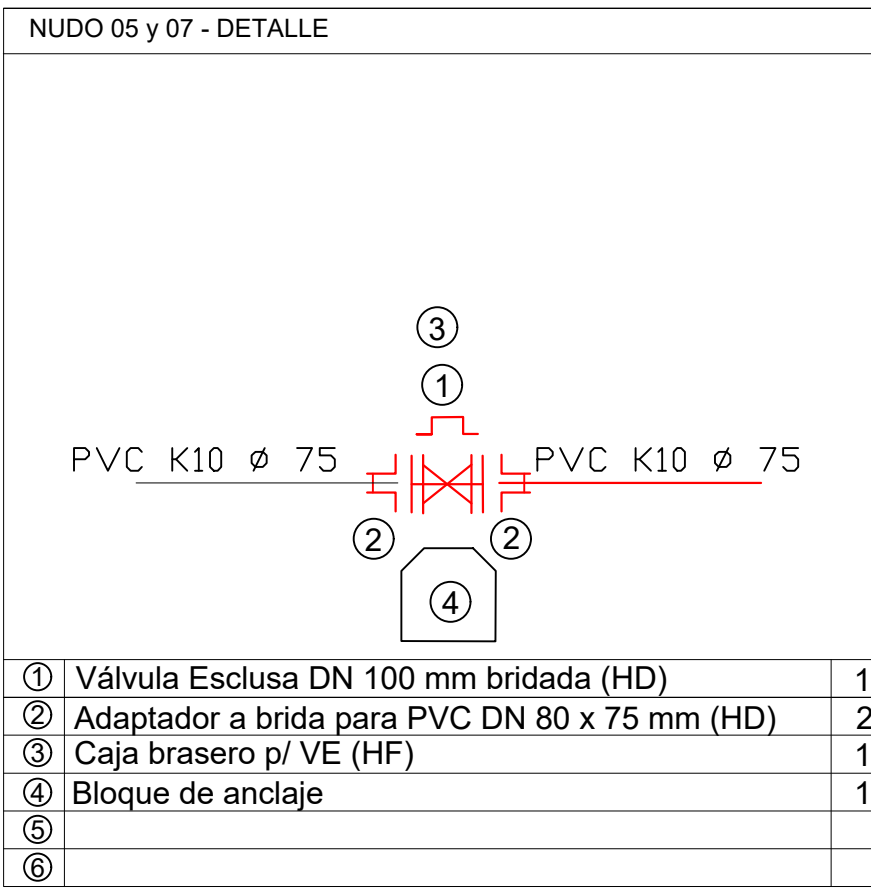 NUDO 05 y 07 - DETALLE
3
1
PVC K10 ø 75
PVC K10 ø 75
2
2
4
1 Válvula Esclusa DN 100 mm bridada (HD) 1
2 Adaptador a brida para PVC DN 80 x 75 mm (HD) 2
3 Caja brasero p/ VE (HF) 1
4 Bloque de anclaje 1
5
6